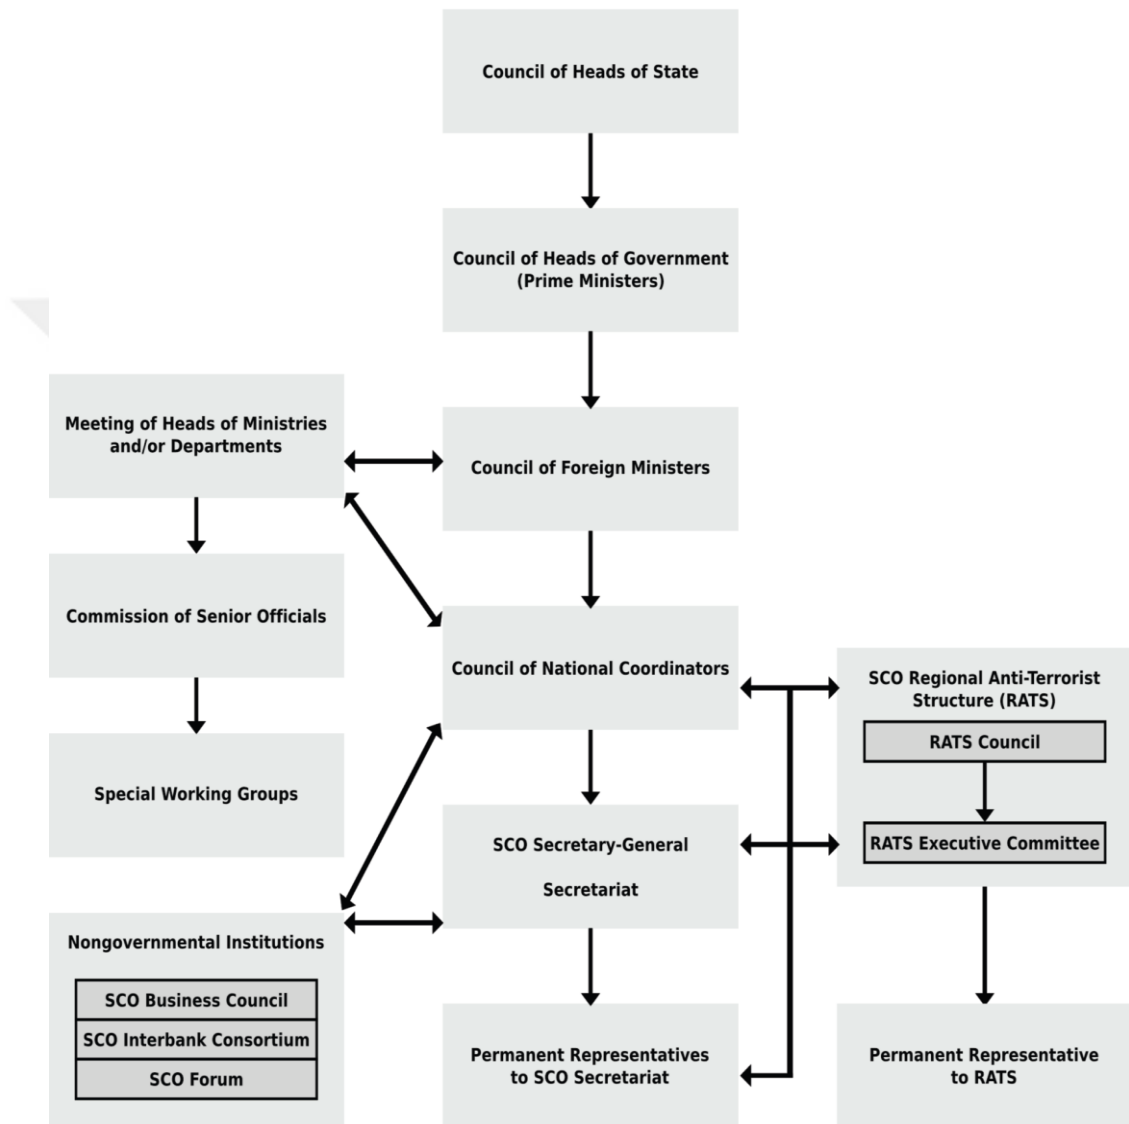 Council of Heads of State
Council of Heads of Government
(Prime Ministers)
Meeting of Heads of Ministries
and/or Departments
Council of Foreign Ministers
Commission of Senior Officials
Council of National Coordinators
SCO Regional Anti-Terrorist
Structure (RATS)
RATS Council
RATS Executive Committee
Special Working Groups
SCO Secretary-General
Secretariat
Nongovernmental Institutions
SCO Business Council
SCO Interbank Consortium
SCO Forum
Permanent Representatives
to SCO Secretariat
Permanent Representative
to RATS